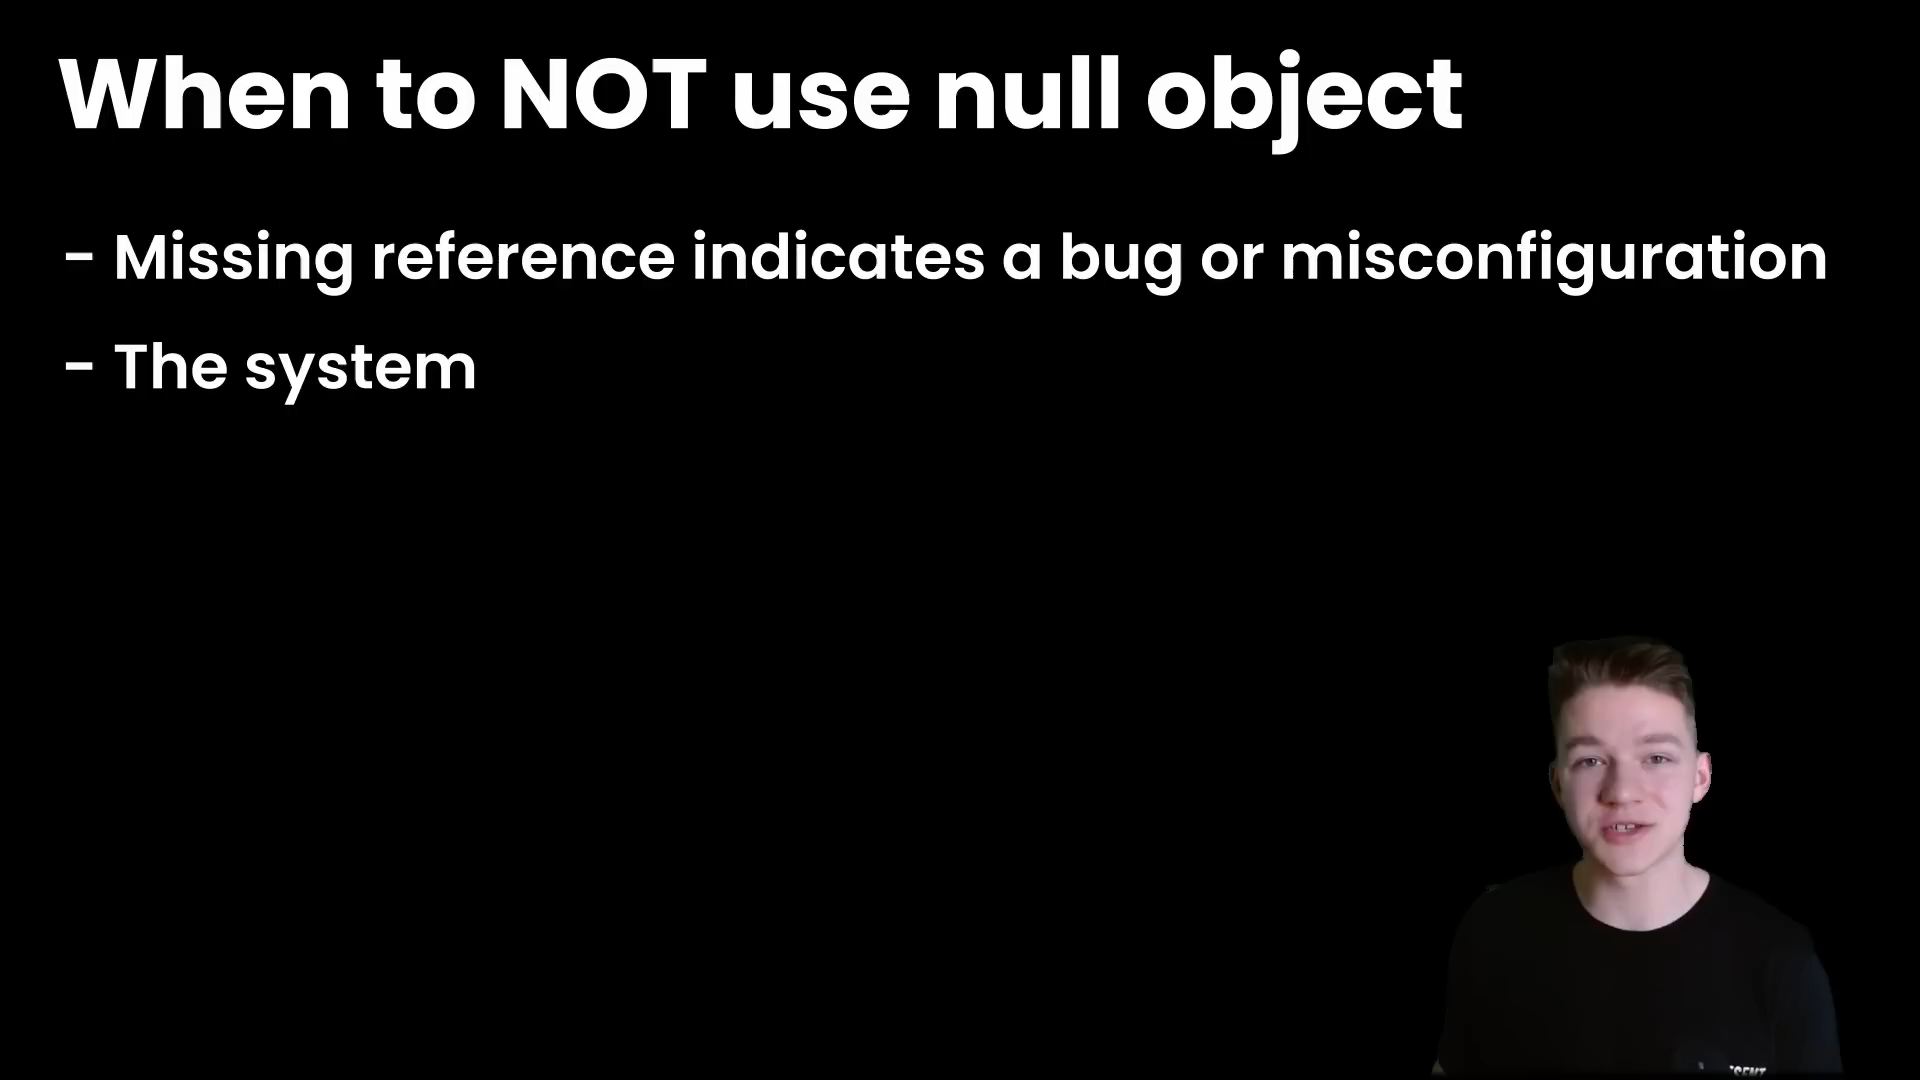 When to NOT use null object
- Missing reference indicates a bug or misconfiguration
- The system